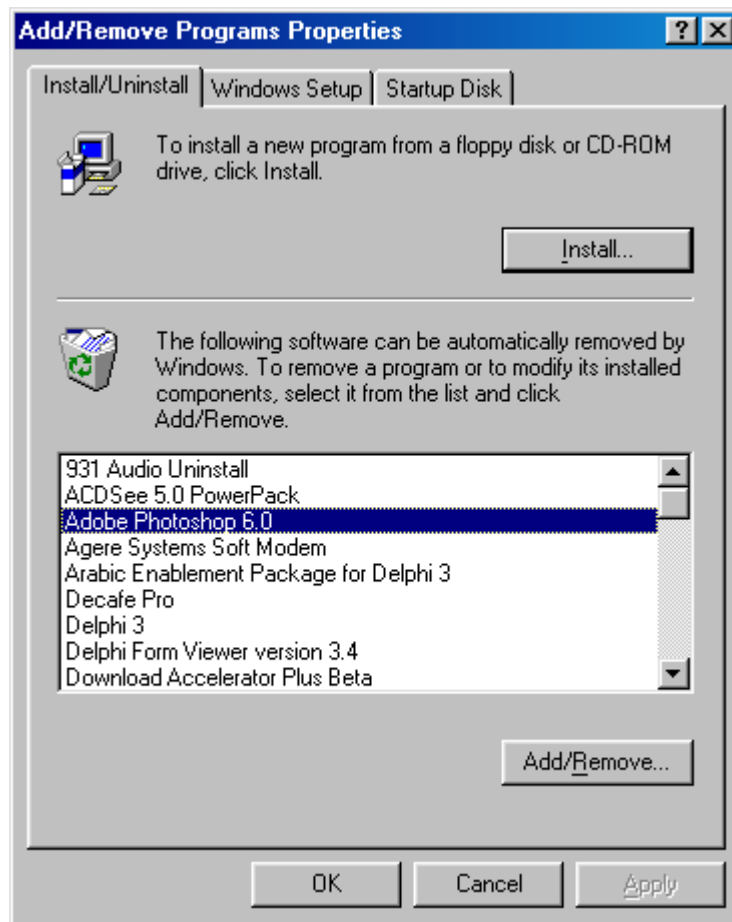 Add/Remove Programs Properties
Install/Uninstall
Windows Setup
Startup Disk
To install a new program from a floppy disk or CD-ROM
drive, click Install.
Install...
The following software can be automatically removed by
Windows. To remove a program or to modify its installed
components, select it from the list and click
Add/Remove.
931 Audio Uninstall
ACDSee 5.0 PowerPack
Adobe Photoshop 6.0
Agere Systems Soft Modem
Arabic Enablement Package for Delphi 3
Decafe Pro
Delphi 3
Delphi Form Viewer version 3.4
Download Accelerator Plus Beta
Add/Remove...
OK
Cancel
Apply